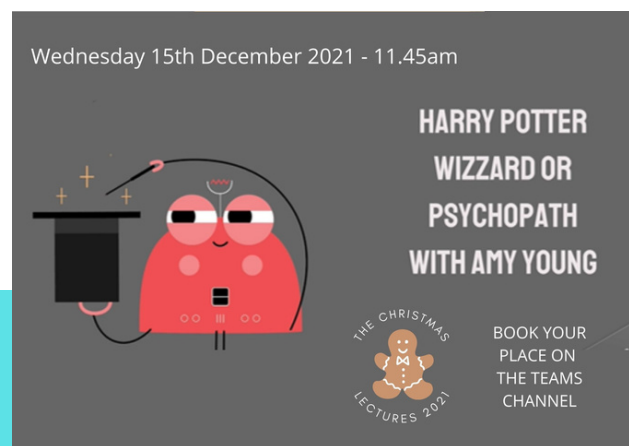 Wednesday 15th December 2021 - 11.45am
HARRY POTTER
WIZZARD OR
PSYCHOPATH
WITH AMY YOUNG
THE CHRISTMAS
LECTURES 2021
BOOK YOUR
PLACE ON
THE TEAMS
CHANNEL